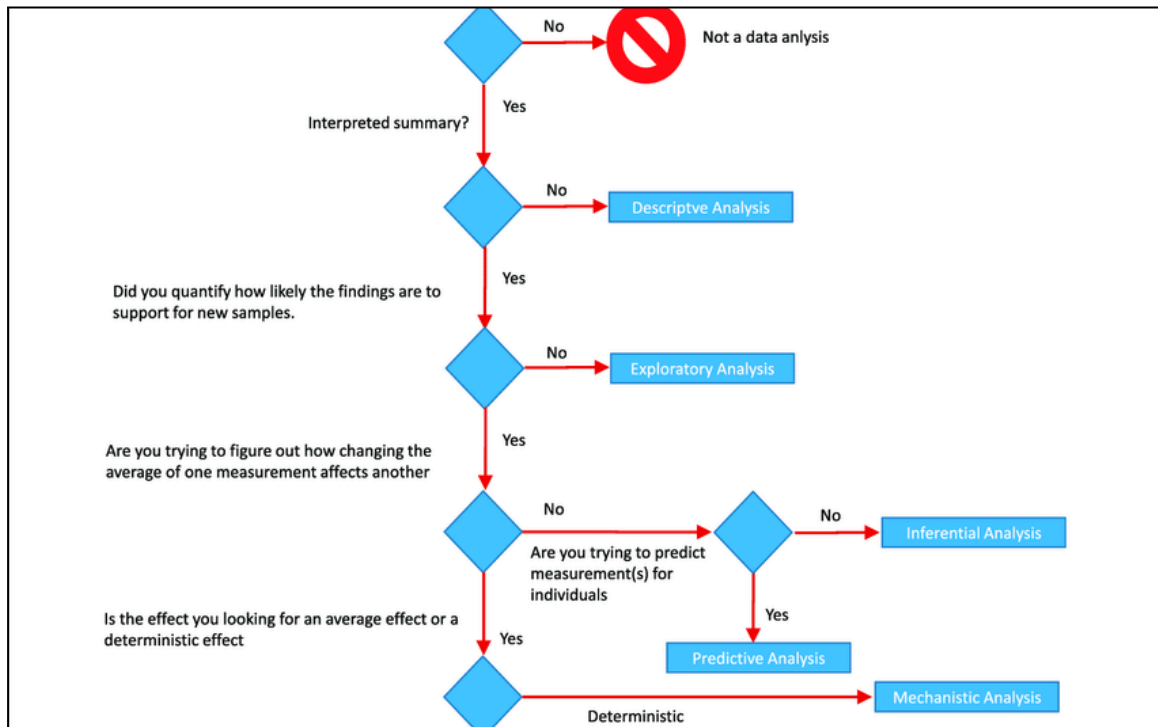 No
Not a data anlysis
Yes
Interpreted summary?
No
Descriptve Analysis
Yes
Did you quantify how likely the findings are to
support for new samples.
No
Exploratory Analysis
Yes
Are you trying to figure out how changing the
average of one measurement affects another
No
No
Inferential Analysis
Are you trying to predict
measurement(s) for
individuals
Is the effect you looking for an average effect or a
deterministic effect
Yes
Yes
Predictive Analysis
Mechanistic Analysis
Deterministic